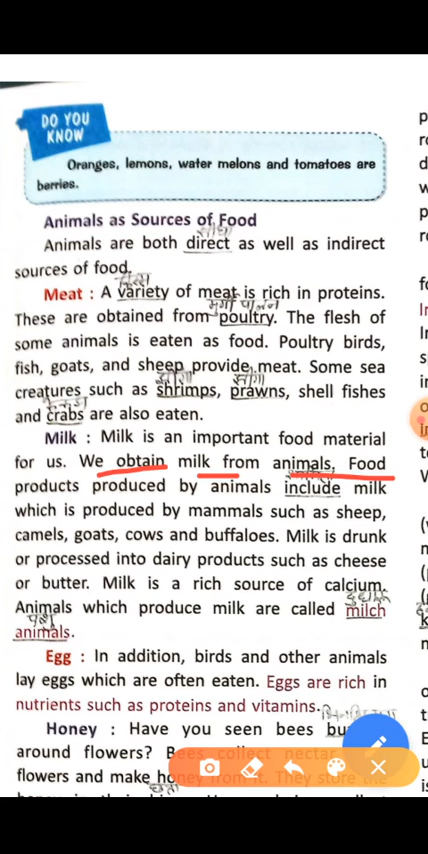 DO YOU
KNOW
Oranges, lemons, water melons and tomatoes are
berries.
Animals as Sources of Food
सीधा
Animals are both direct as well as indirect
sources of food.
Meat : A variety of meat is rich in proteins.
मुर्गी पालन
These are obtained from poultry. The flesh of
some animals is eaten as food. Poultry birds,
fish, goats, and sheep provide meat. Some sea
झींगा झींगा
creatures such as shrimps, prawns, shell fishes
and crabs are also eaten.
Milk : Milk is an important food material
for us. We obtain milk from animals. Food
products produced by animals include milk
which is produced by mammals such as sheep,
camels, goats, cows and buffaloes. Milk is drunk
or processed into dairy products such as cheese
or butter. Milk is a rich source of calcium.
दुधारू
Animals which produce milk are called milch
पशु
animals.
Egg : In addition, birds and other animals
lay eggs which are often eaten. Eggs are rich in
nutrients such as proteins and vitamins.
Honey : Have you seen bees
around flowers? Bees collect nectar
flowers and make honey from it. They store the
छत्ता